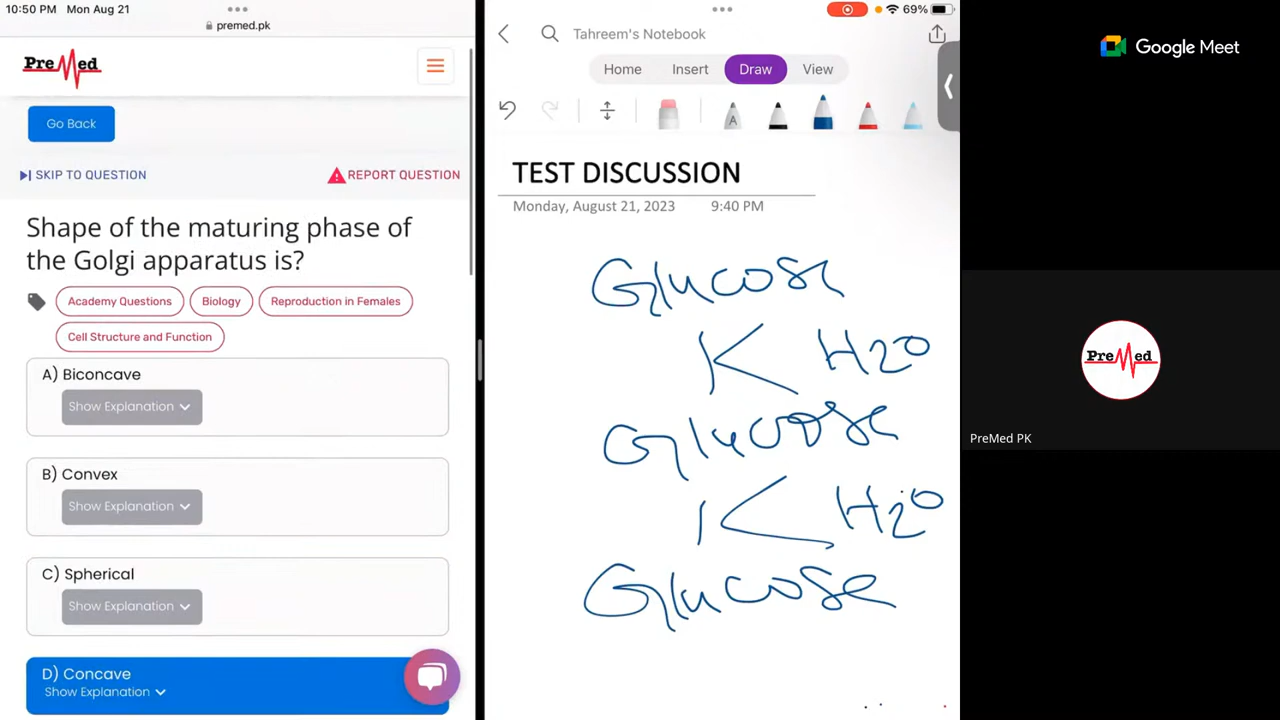 10:50 PM Mon Aug 21
premed.pk
PreMed
Go Back
SKIP TO QUESTION
REPORT QUESTION
Shape of the maturing phase of
the Golgi apparatus is?
Academy Questions
Biology
Reproduction in Females
Cell Structure and Function
A) Biconcave
Show Explanation
B) Convex
Show Explanation
C) Spherical
Show Explanation
D) Concave
Show Explanation
69%
Tahreem's Notebook
Home
Insert
Draw
View
A
TEST DISCUSSION
Monday, August 21, 2023 9:40 PM
Glucose
K H2O
Glucose
K H2O
Glucose
Google Meet
PreMed
PreMed PK